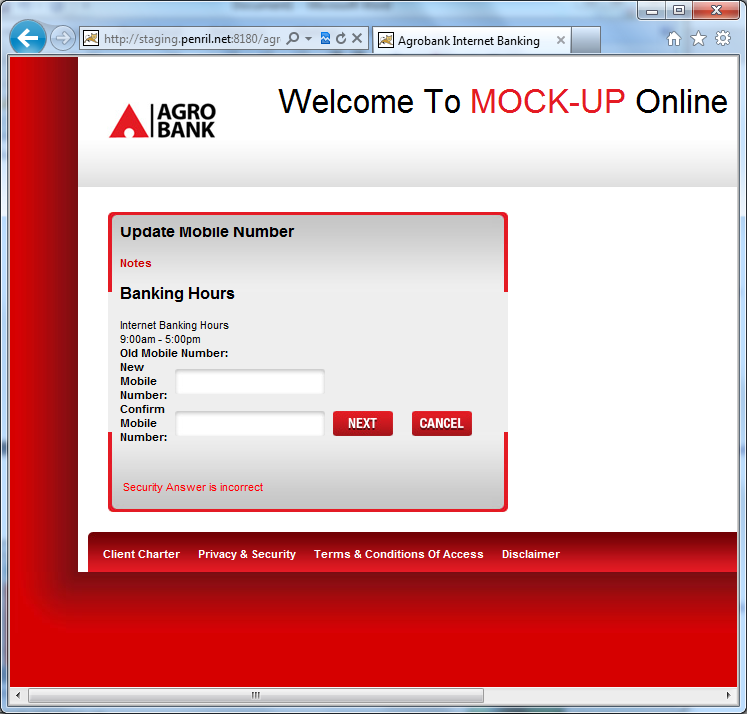 http://staging.penril.net:8180/agr
Agrobank Internet Banking
AGRO
BANK
Welcome To MOCK-UP Online
Update Mobile Number
Notes
Banking Hours
Internet Banking Hours
9:00am - 5:00pm
Old Mobile Number:
New
Mobile
Number:
Confirm
Mobile
Number:
NEXT
CANCEL
Security Answer is incorrect
Client Charter Privacy & Security Terms & Conditions Of Access Disclaimer